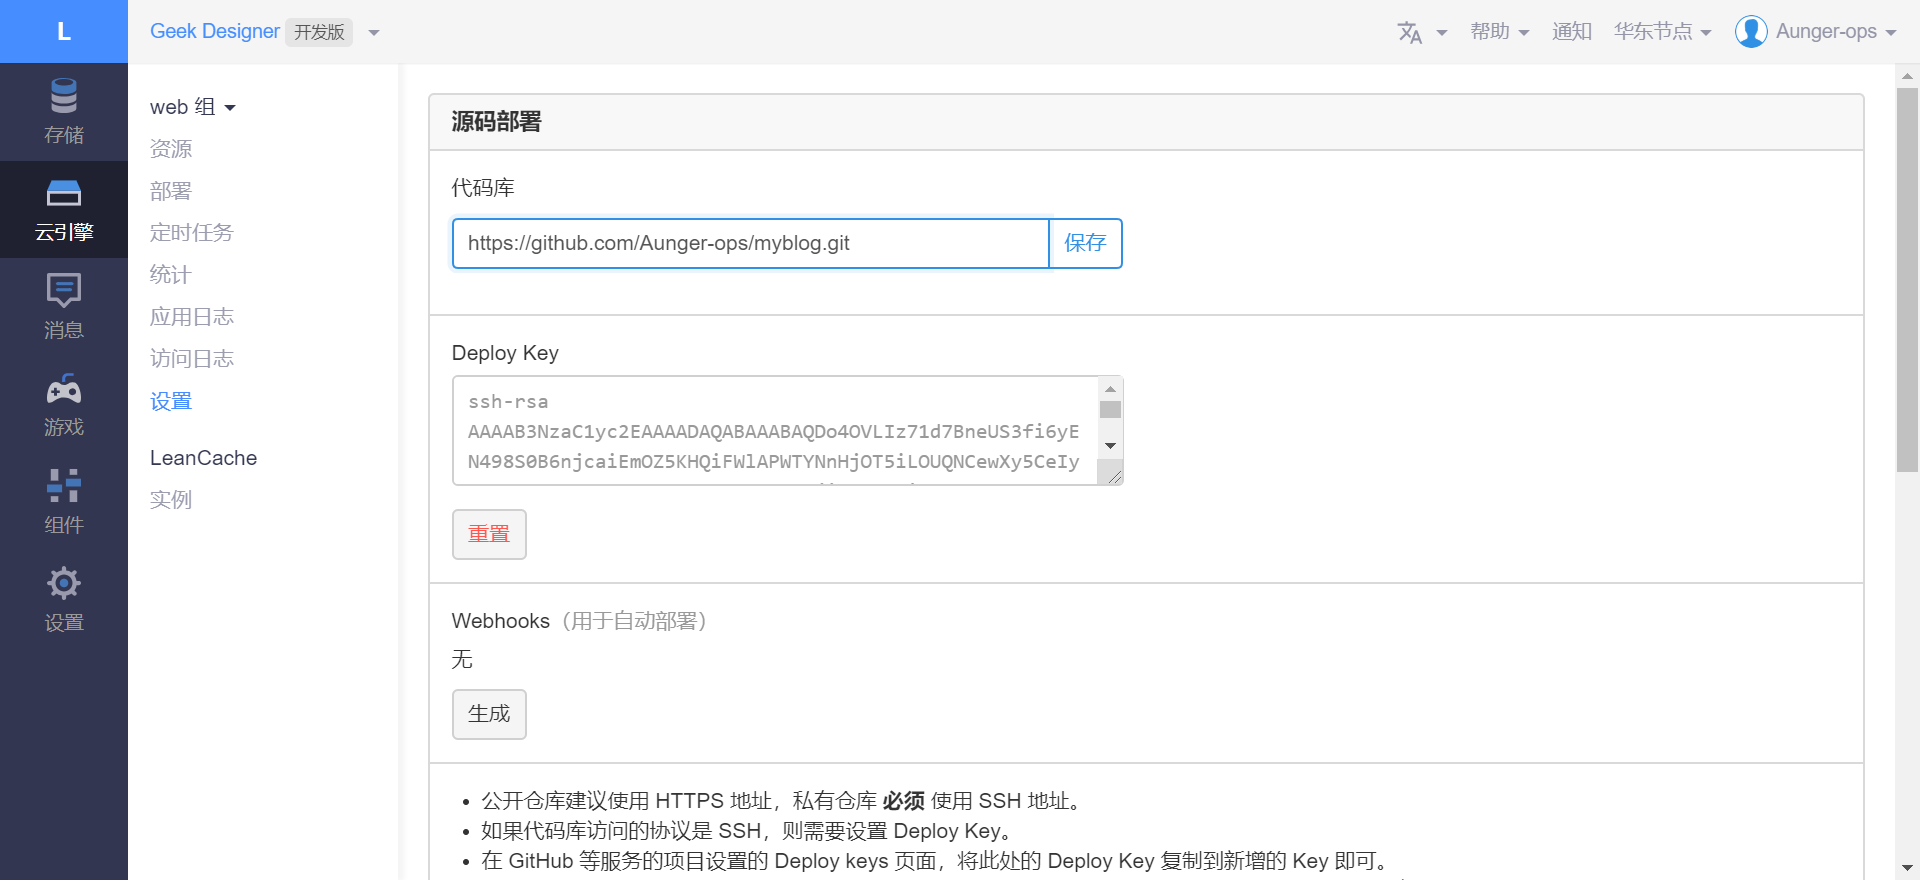 L
Geek Designer 开发版
文A
帮助
通知
华东节点
Aunger-ops
存储
云引擎
消息
游戏
组件
设置
web 组
资源
部署
定时任务
统计
应用日志
访问日志
设置
LeanCache
实例
源码部署
代码库
https://github.com/Aunger-ops/myblog.git
保存
Deploy Key
ssh-rsa
AAAAB3NzaC1yc2EAAAADAQABAAABAQDo4OVLIz71d7BneUS3fi6yE
N498S0B6njcaiEmOZ5KHQiFWlAPWTYNnHjOT5iLOUQNCewXy5CeIy
重置
Webhooks（用于自动部署）
无
生成
公开仓库建议使用 HTTPS 地址，私有仓库 必须 使用 SSH 地址。
如果代码库访问的协议是 SSH，则需要设置 Deploy Key。
在 GitHub 等服务的项目设置的 Deploy keys 页面，将此处的 Deploy Key 复制到新增的 Key 即可。